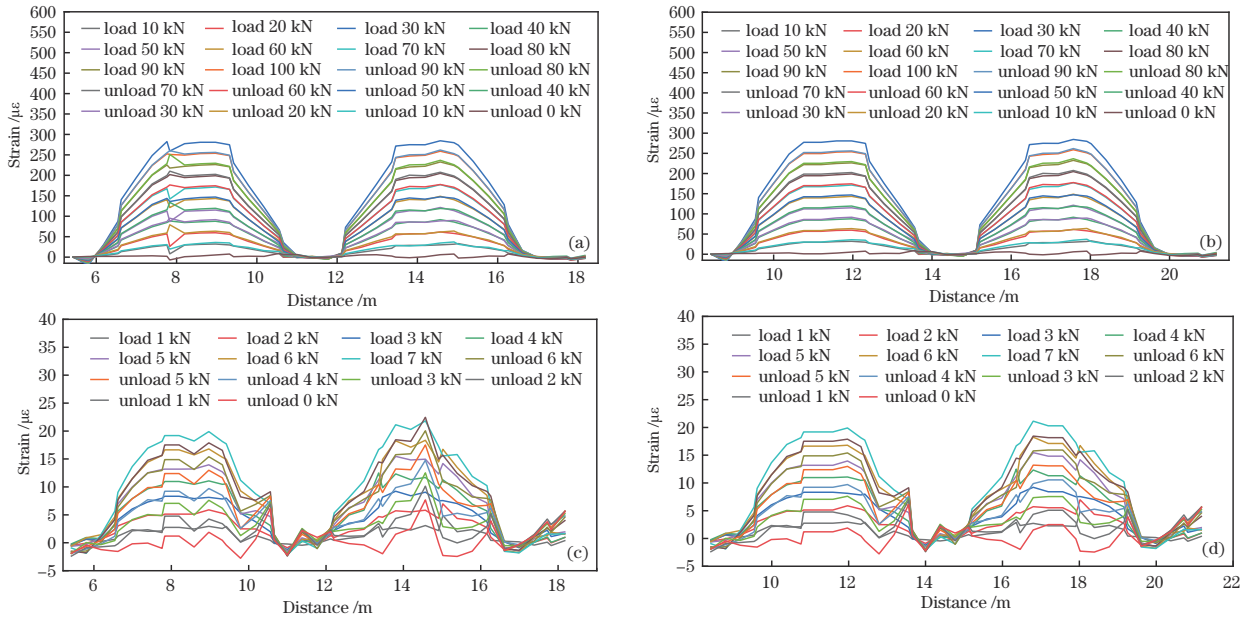 600
550
500
450
400
350
300
250
200
150
100
50
0
Strain /με
load 10 kN load 20 kN load 30 kN load 40 kN
load 50 kN load 60 kN load 70 kN load 80 kN
load 90 kN load 100 kN unload 90 kN unload 80 kN
unload 70 kN unload 60 kN unload 50 kN unload 40 kN
unload 30 kN unload 20 kN unload 10 kN unload 0 kN
(a)
6 8 10 12 14 16 18
Distance /m
600
550
500
450
400
350
300
250
200
150
100
50
0
Strain /με
load 10 kN load 20 kN load 30 kN load 40 kN
load 50 kN load 60 kN load 70 kN load 80 kN
load 90 kN load 100 kN unload 90 kN unload 80 kN
unload 70 kN unload 60 kN unload 50 kN unload 40 kN
unload 30 kN unload 20 kN unload 10 kN unload 0 kN
(b)
10 12 14 16 18 20
Distance /m
40
35
30
25
20
15
10
5
0
−5
Strain /με
load 1 kN load 2 kN load 3 kN load 4 kN
load 5 kN load 6 kN load 7 kN unload 6 kN
unload 5 kN unload 4 kN unload 3 kN unload 2 kN
unload 1 kN unload 0 kN
(c)
6 8 10 12 14 16 18
Distance /m
40
35
30
25
20
15
10
5
0
−5
Strain /με
load 1 kN load 2 kN load 3 kN load 4 kN
load 5 kN load 6 kN load 7 kN unload 6 kN
unload 5 kN unload 4 kN unload 3 kN unload 2 kN
unload 1 kN unload 0 kN
(d)
10 12 14 16 18 20 22
Distance /m